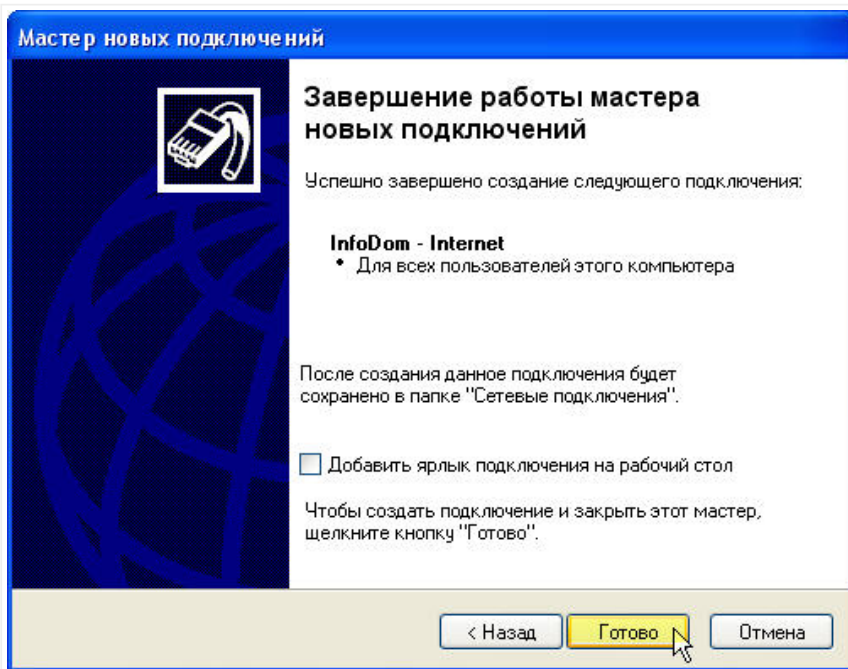 Мастер новых подключений
Завершение работы мастера
новых подключений
Успешно завершено создание следующего подключения:
InfoDom - Internet
• Для всех пользователей этого компьютера
После создания данное подключения будет
сохранено в папке "Сетевые подключения".
Добавить ярлык подключения на рабочий стол
Чтобы создать подключение и закрыть этот мастер,
щелкните кнопку "Готово".
< Назад
Готово
Отмена